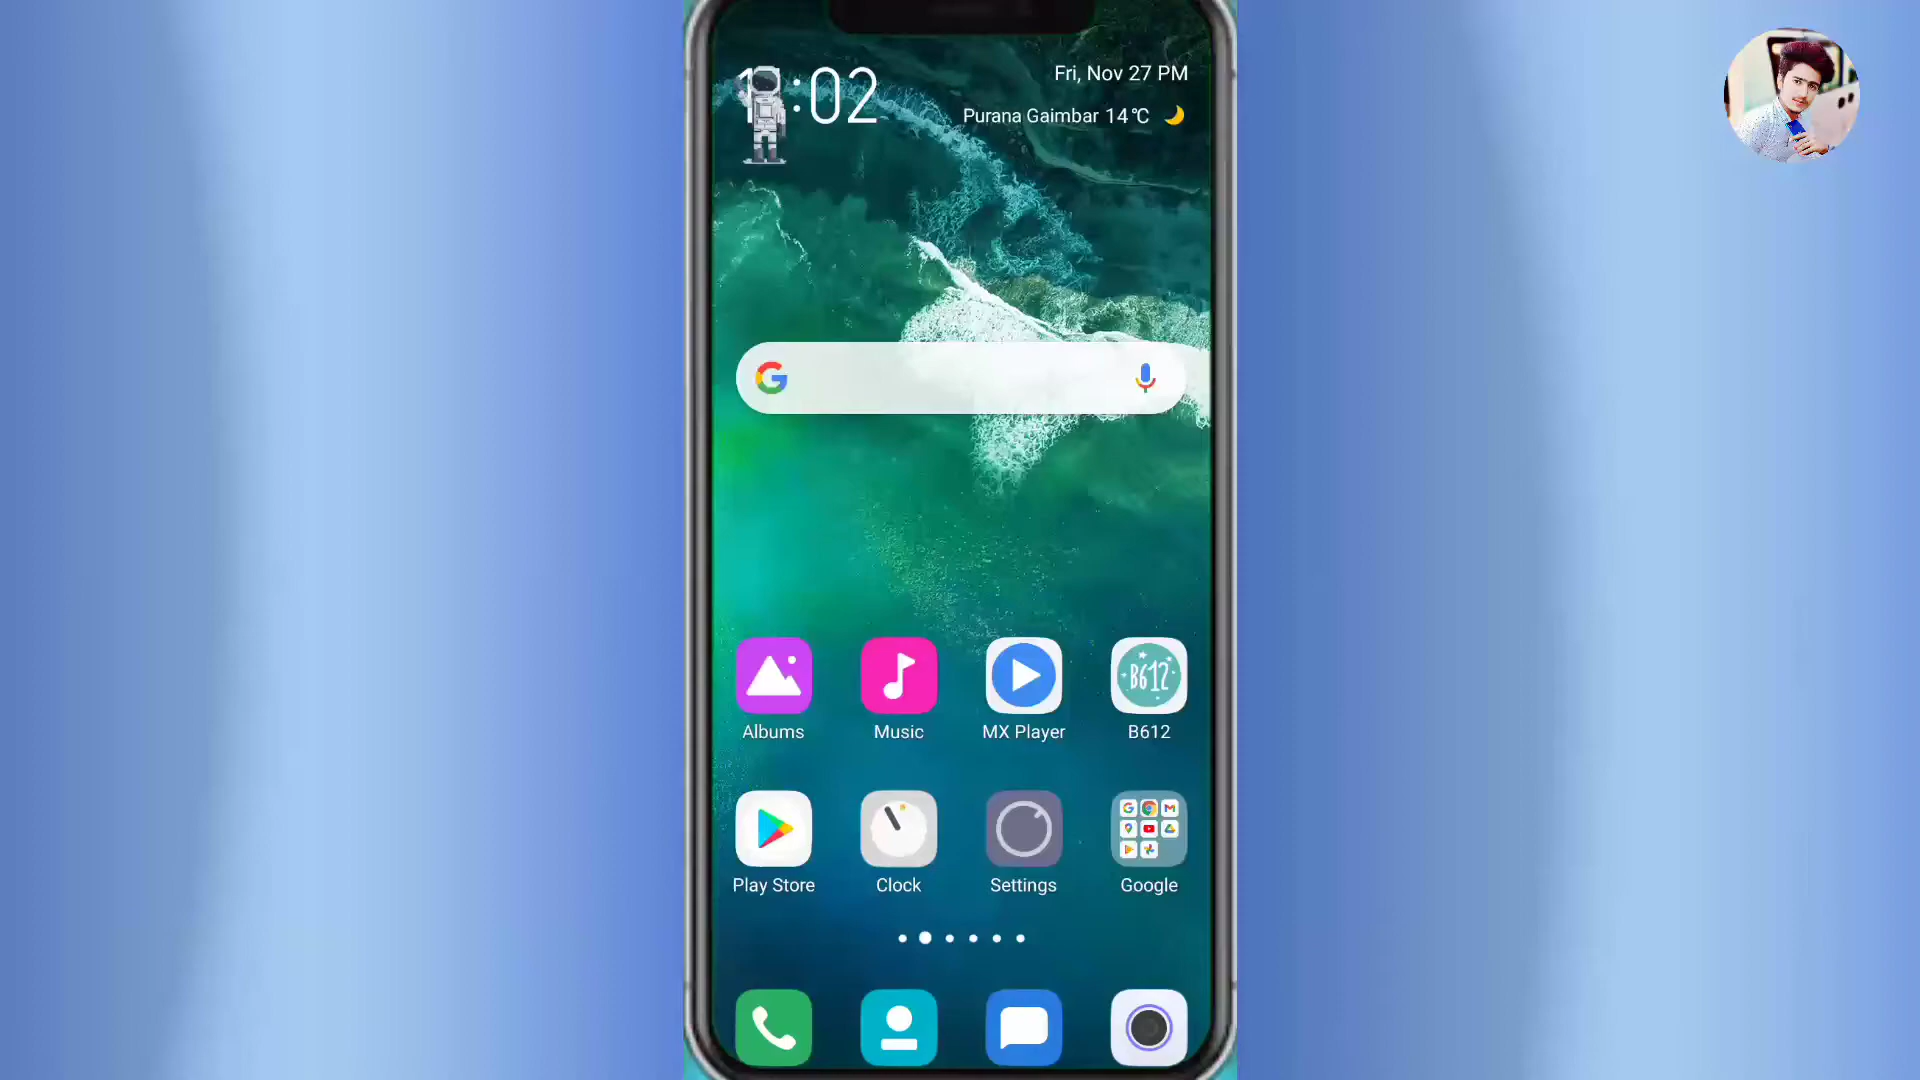 :02
Fri, Nov 27 PM
Purana Gaimbar 14°C
Albums
Music
MX Player
B612
B612
Play Store
Clock
Settings
Google